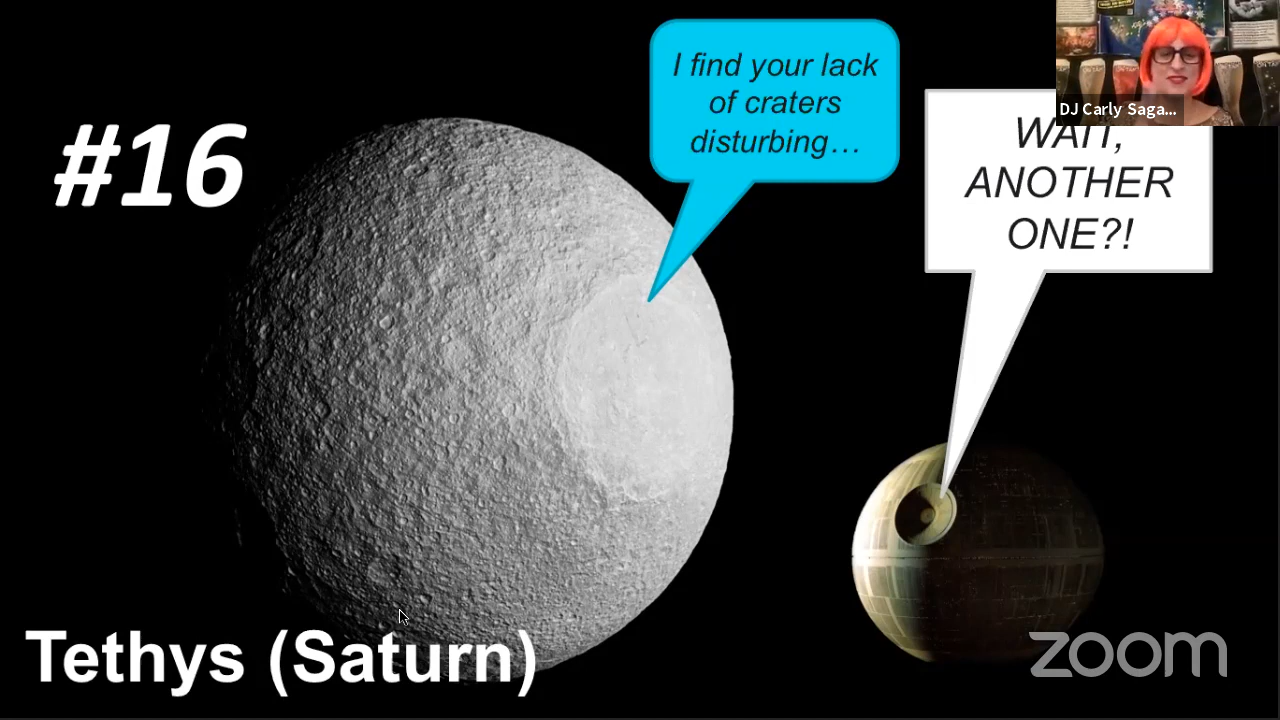 #16
I find your lack
of craters
disturbing…
DJ Carly Saga...
WAIT,
ANOTHER
ONE?!
Tethys (Saturn)
zoom